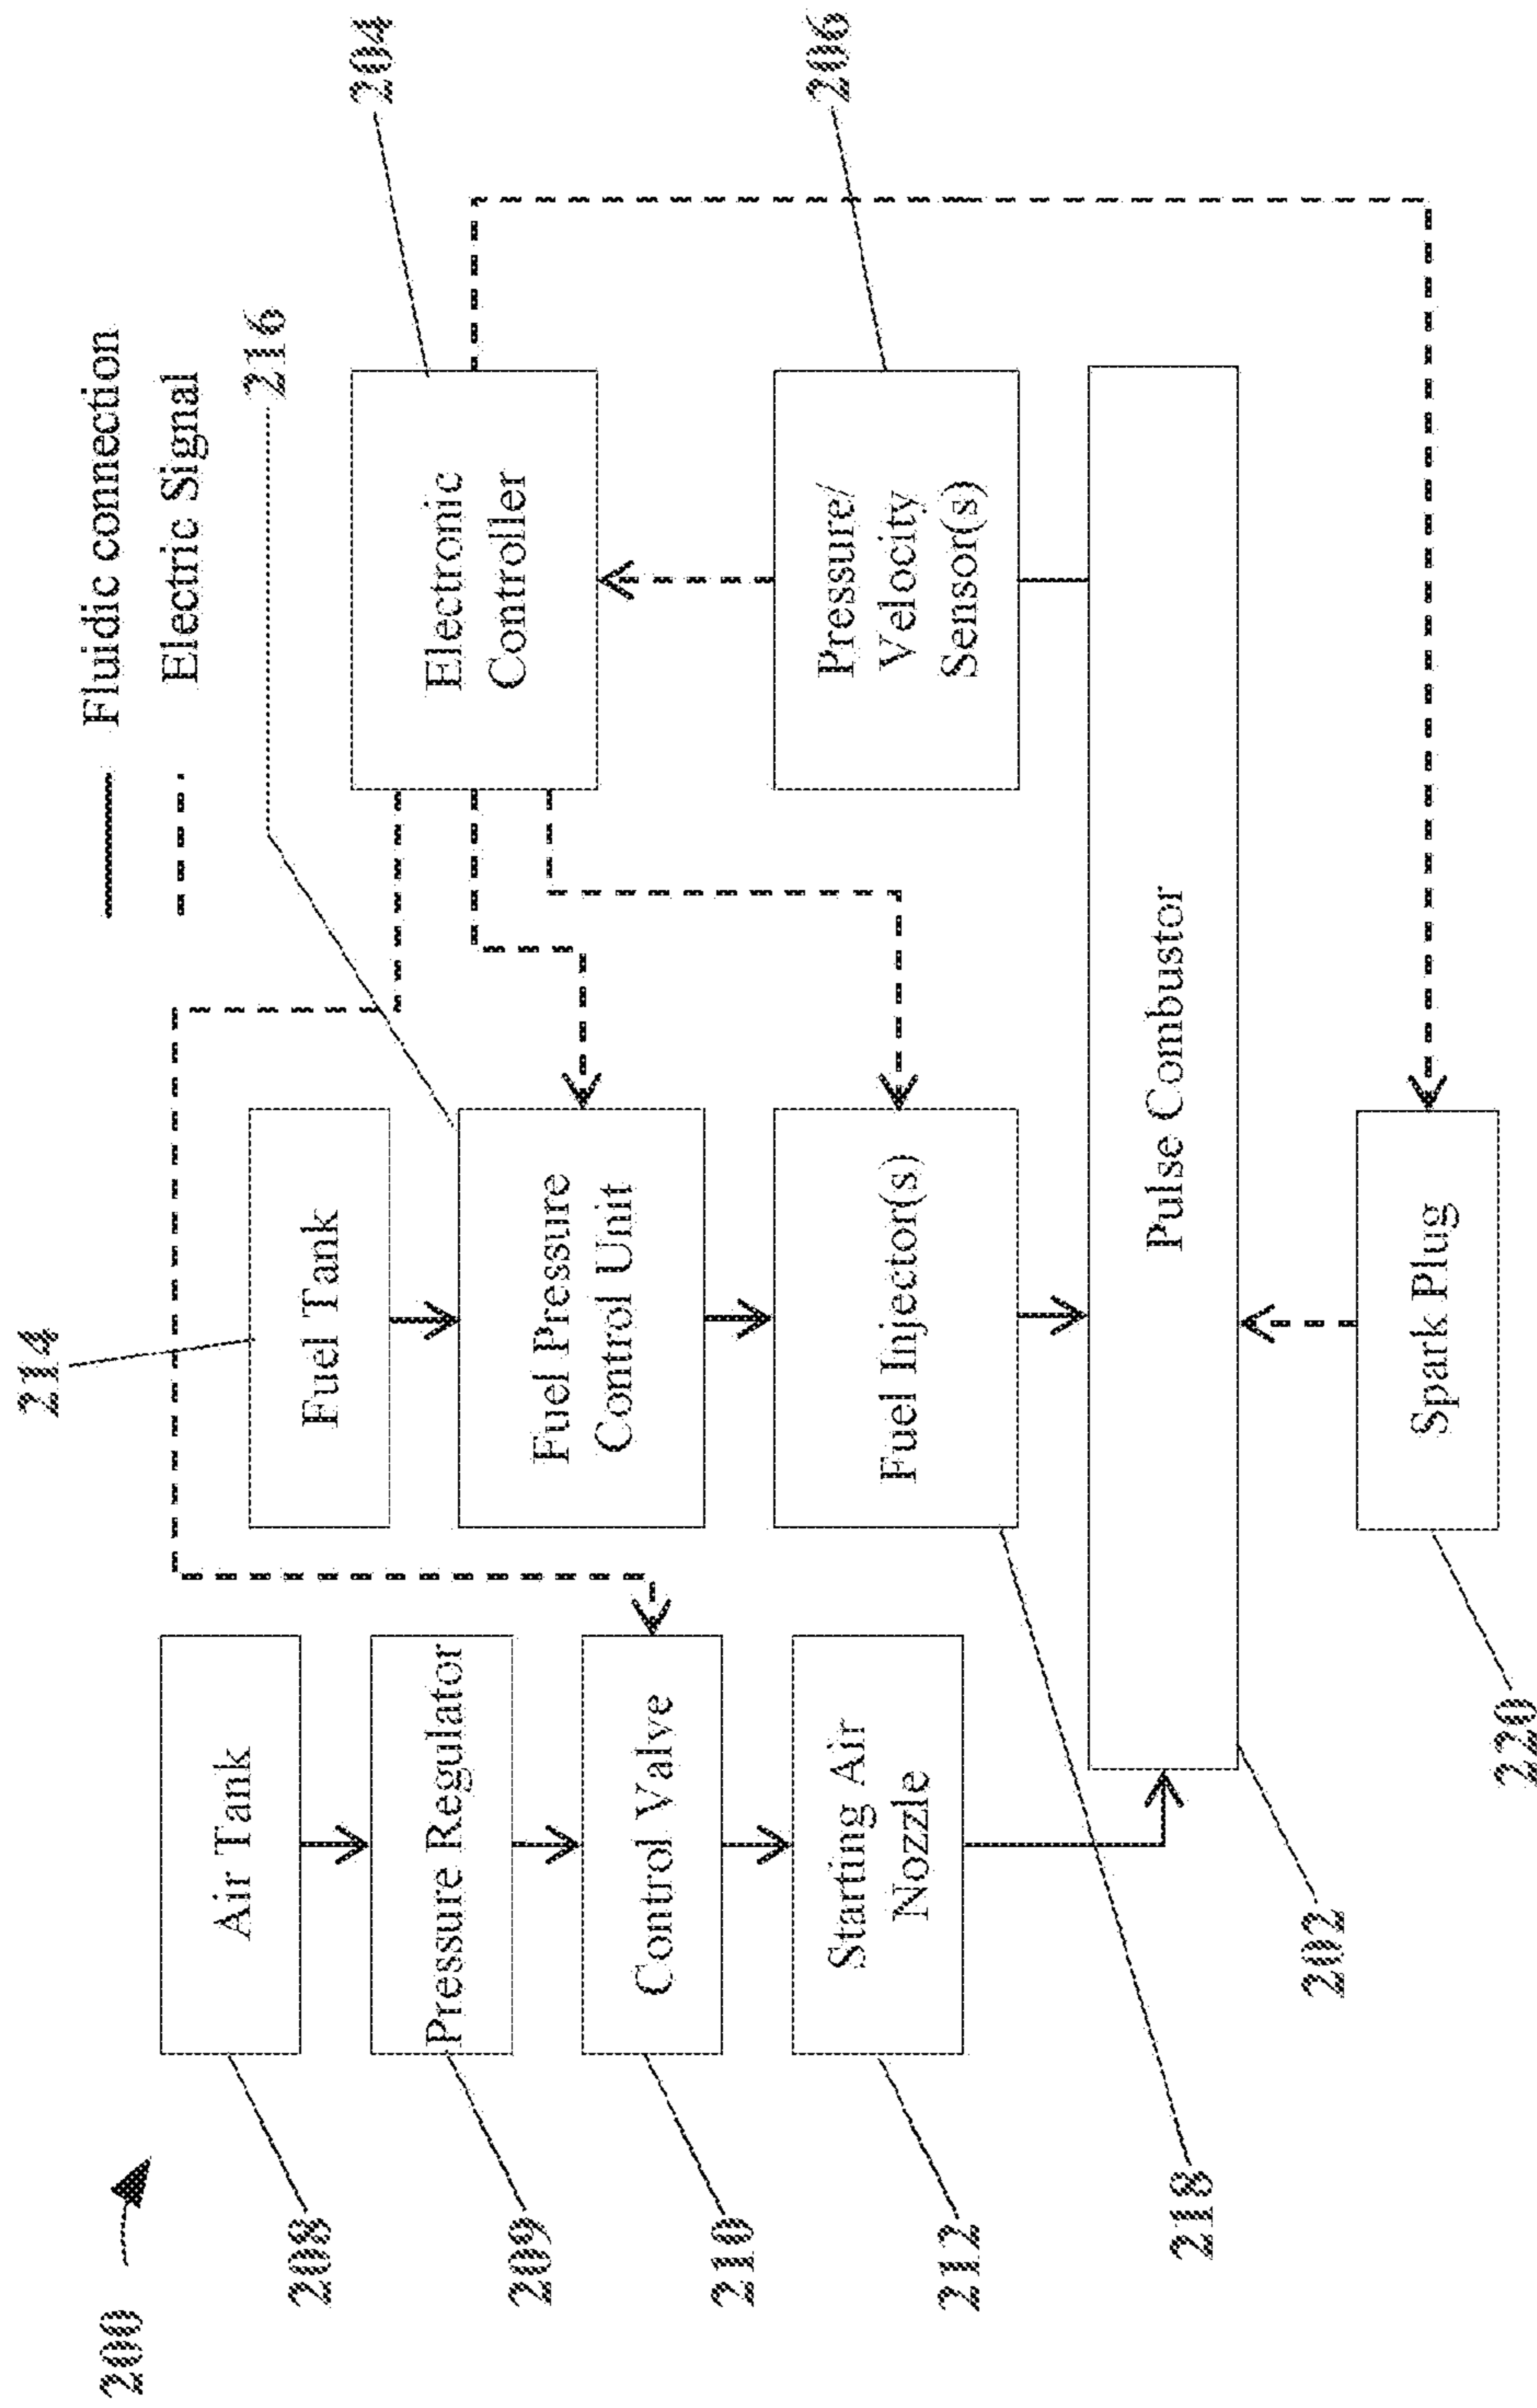 200
Fluidic connection
Electric Signal
214
216
204
206
208
209
210
212
218
202
220
Air Tank
Pressure Regulator
Control Valve
Starting Air
Nozzle
Fuel Tank
Fuel Pressure
Control Unit
Fuel Injector(s)
Electronic
Controller
Pressure/
Velocity
Sensor(s)
Pulse Combustor
Spark Plug